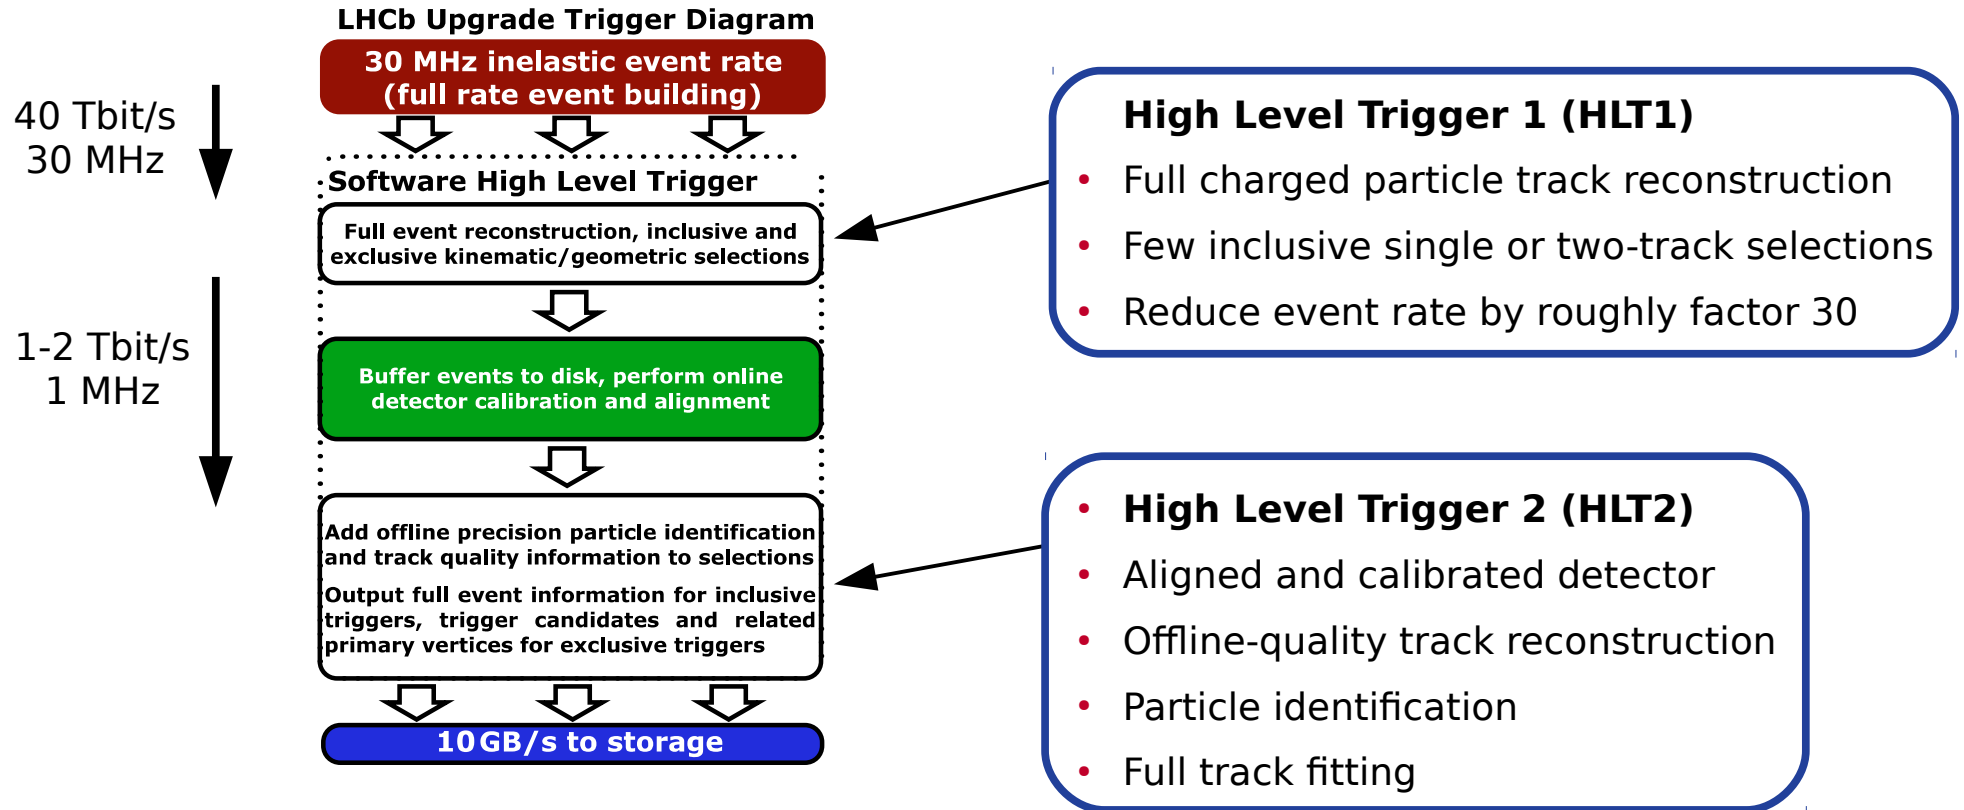 LHCb Upgrade Trigger Diagram
30 MHz inelastic event rate
(full rate event building)
40 Tbit/s
30 MHz
Software High Level Trigger
Full event reconstruction, inclusive and
exclusive kinematic/geometric selections
1-2 Tbit/s
1 MHz
Buffer events to disk, perform online
detector calibration and alignment
Add offline precision particle identification
and track quality information to selections
Output full event information for inclusive
triggers, trigger candidates and related
primary vertices for exclusive triggers
10 GB/s to storage
High Level Trigger 1 (HLT1)
• Full charged particle track reconstruction
• Few inclusive single or two-track selections
• Reduce event rate by roughly factor 30
• High Level Trigger 2 (HLT2)
• Aligned and calibrated detector
• Offline-quality track reconstruction
• Particle identification
• Full track fitting